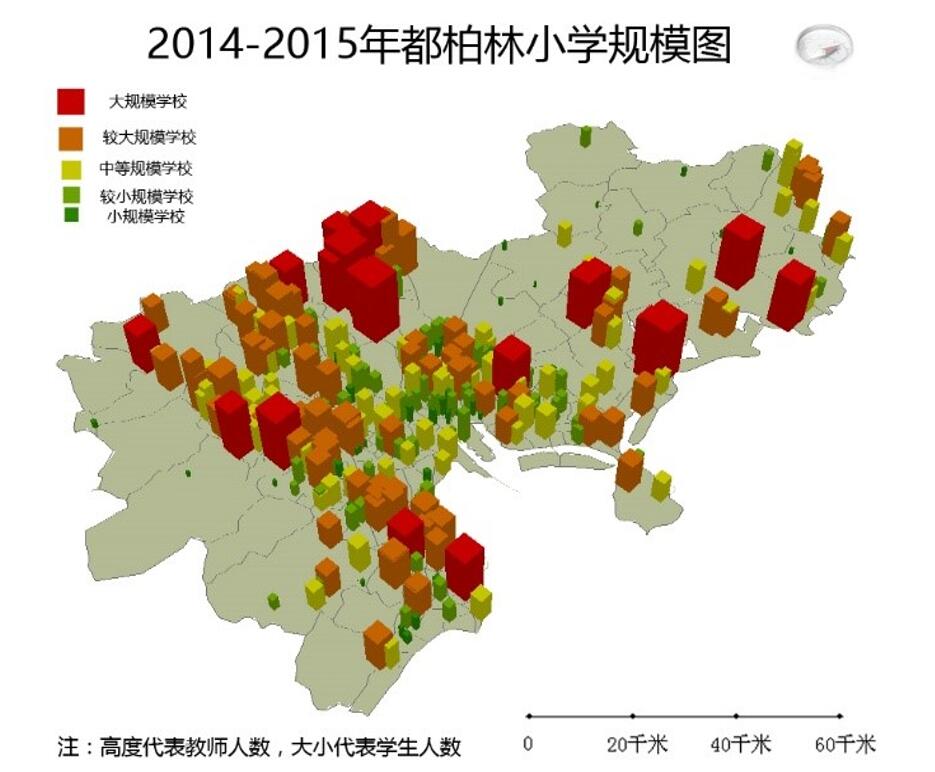 2014-2015年都柏林小学规模图
大规模学校
较大规模学校
中等规模学校
较小规模学校
小规模学校
注：高度代表教师人数，大小代表学生人数
0 20千米 40千米 60千米